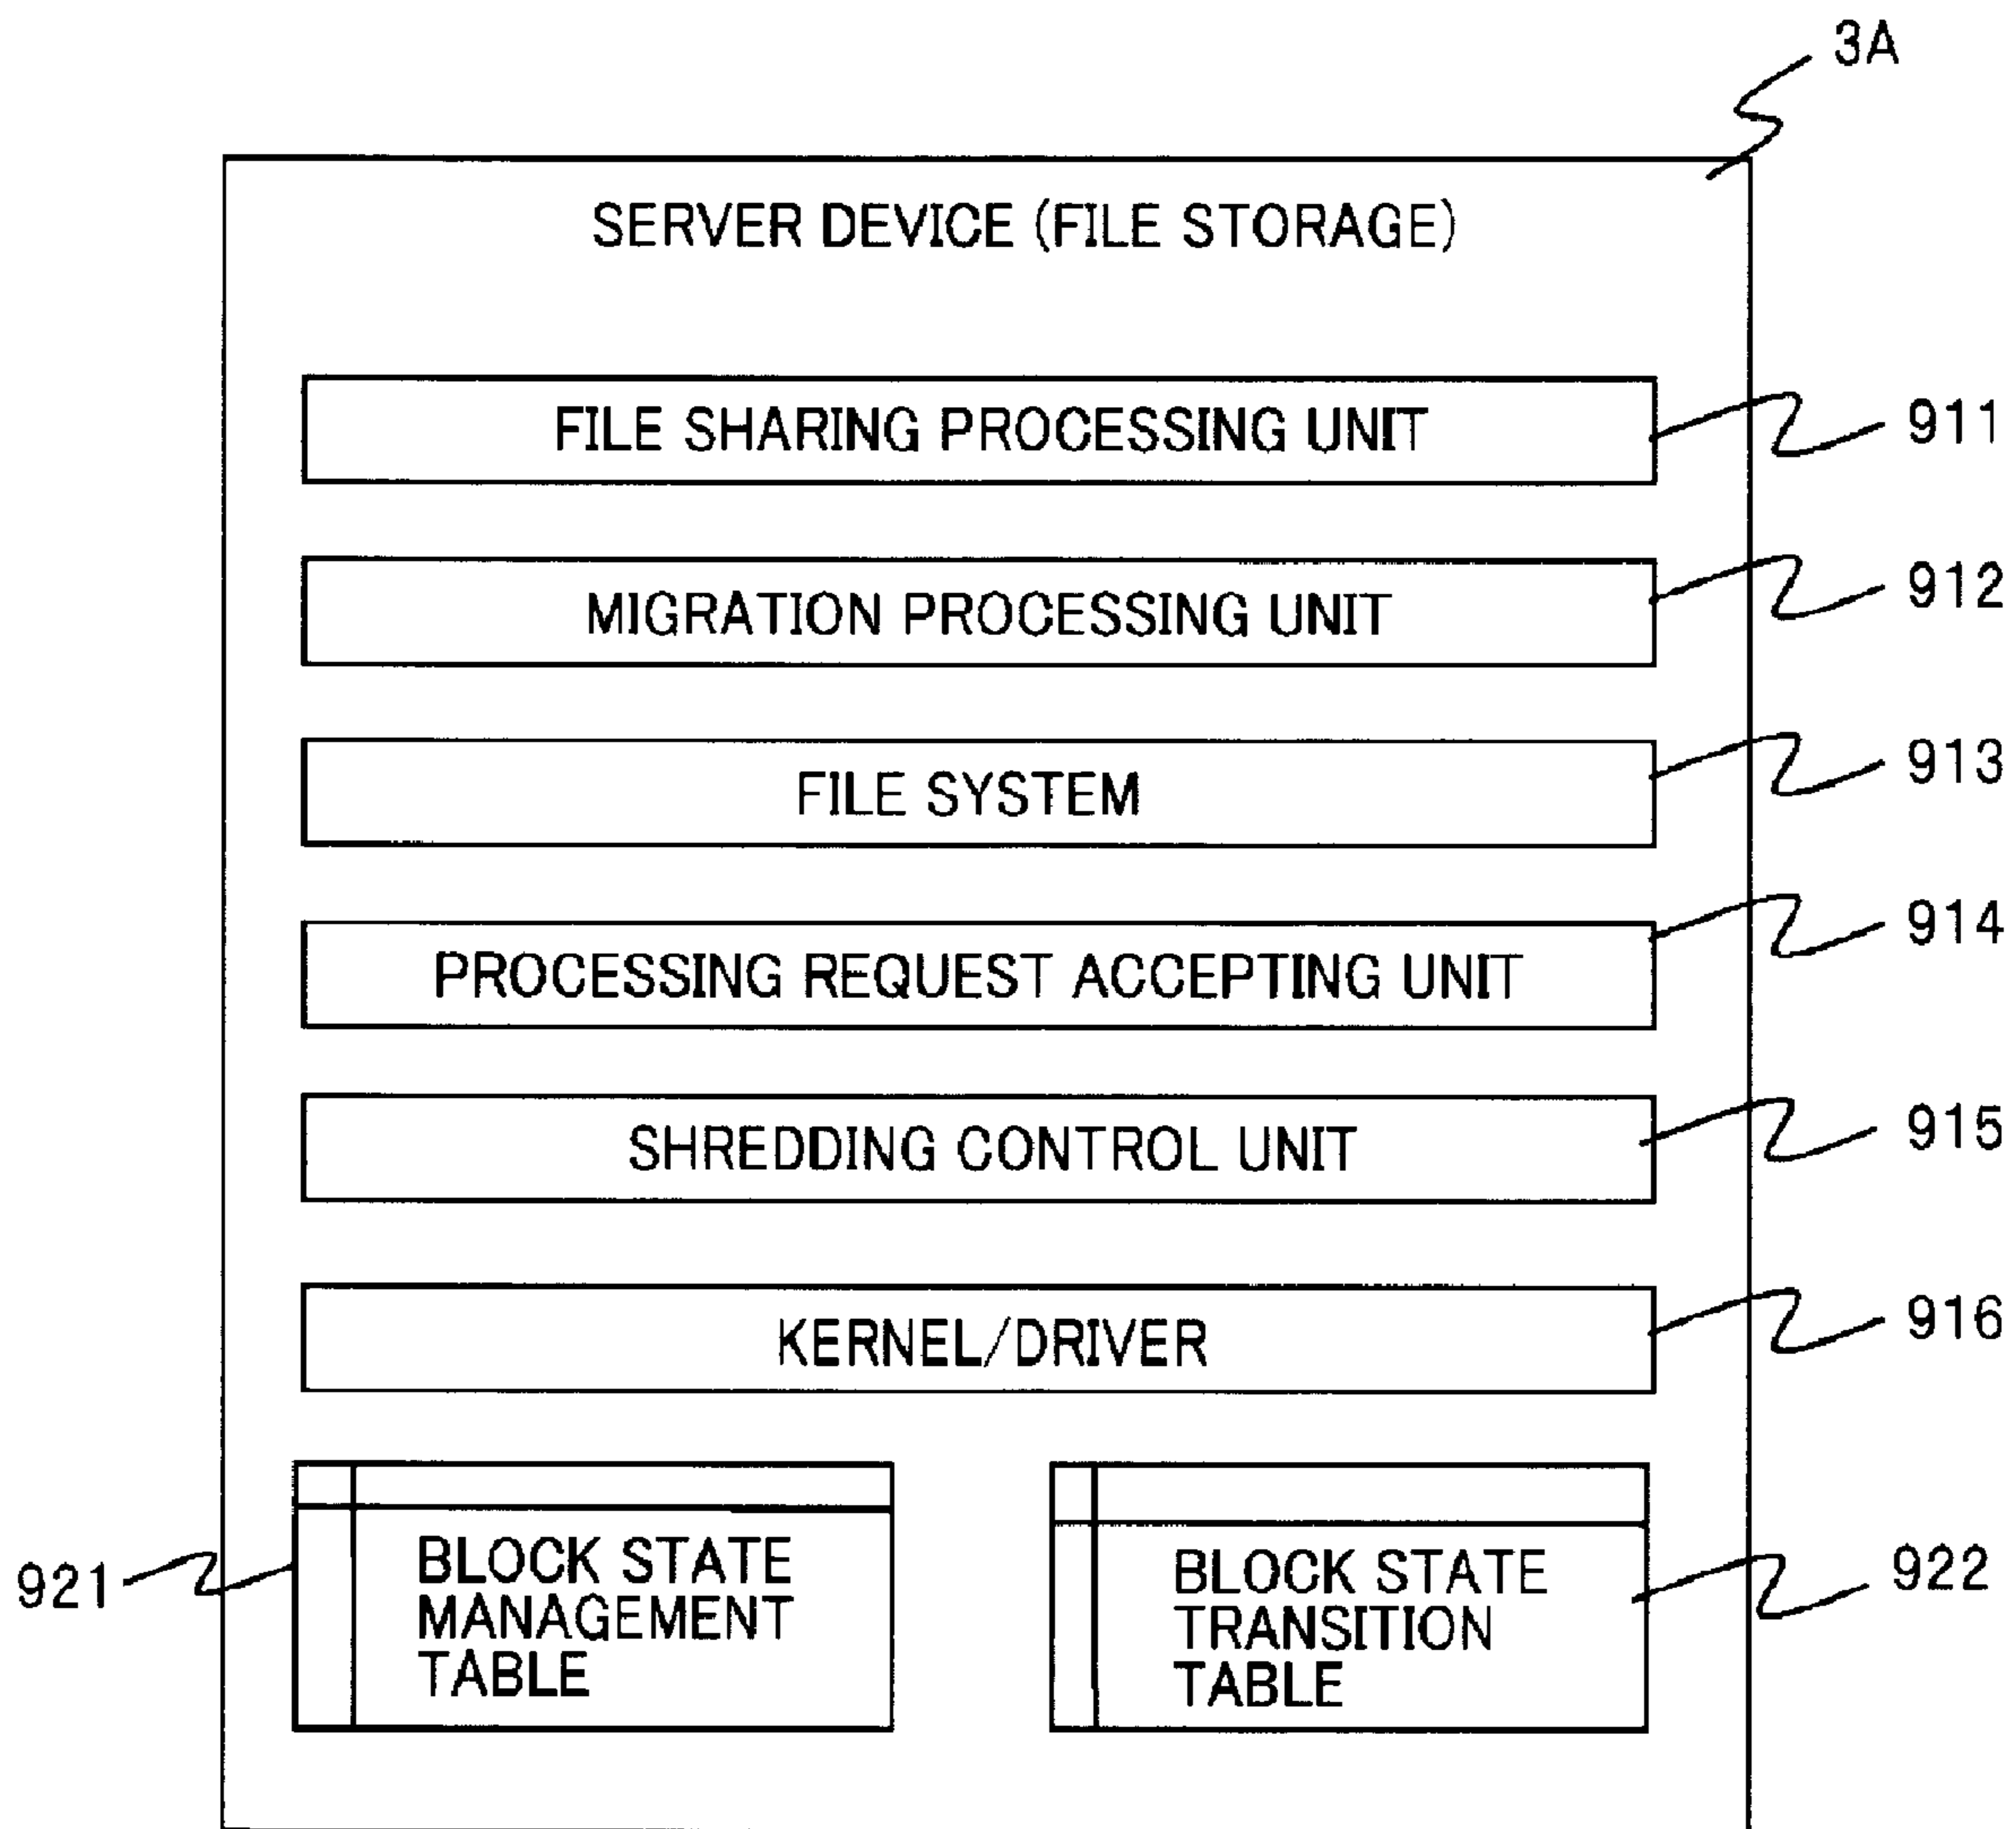 3A
SERVER DEVICE (FILE STORAGE)
FILE SHARING PROCESSING UNIT
911
MIGRATION PROCESSING UNIT
912
FILE SYSTEM
913
PROCESSING REQUEST ACCEPTING UNIT
914
SHREDDING CONTROL UNIT
915
KERNEL/DRIVER
916
921
BLOCK STATE
MANAGEMENT
TABLE
BLOCK STATE
TRANSITION
TABLE
922